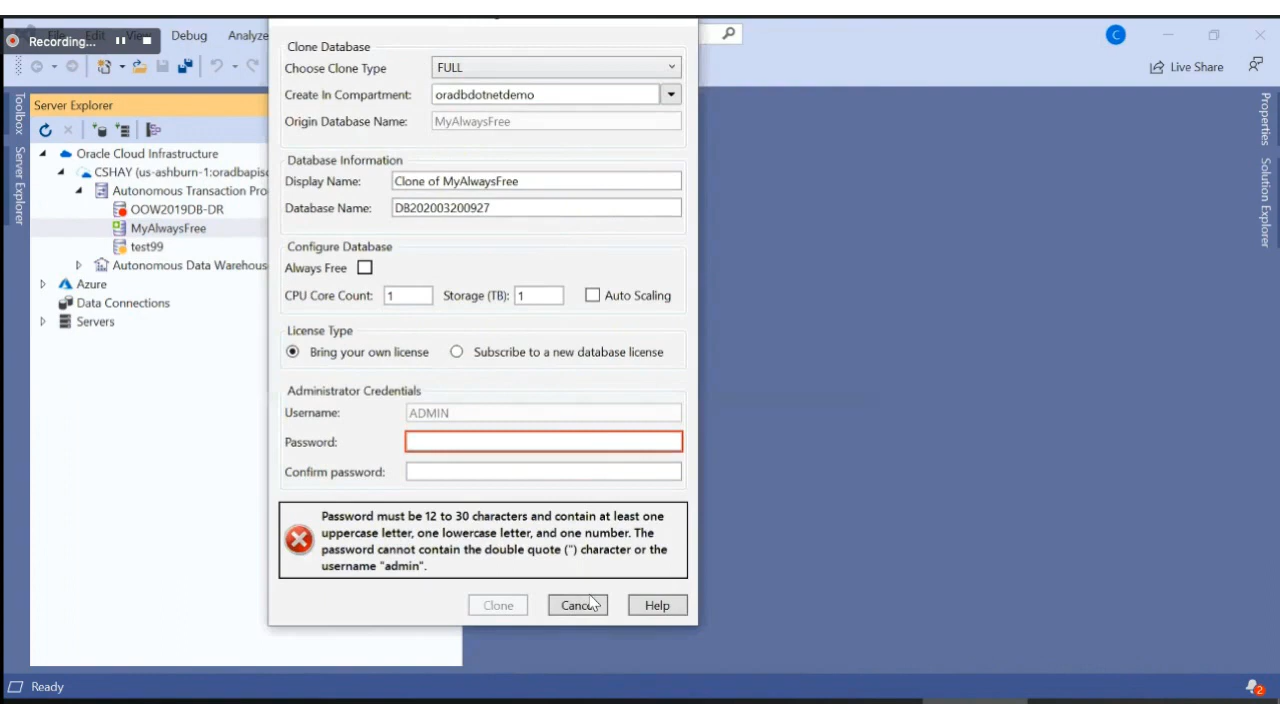 File Edit View Debug Analyze
Recording...
C
Live Share
Toolbox
Server Explorer
Server Explorer
Oracle Cloud Infrastructure
CSHAY (us-ashburn-1:oradbapisc
Autonomous Transaction Pro
OOW2019DB-DR
MyAlwaysFree
test99
Autonomous Data Warehous
Azure
Data Connections
Servers
Clone Database
Choose Clone Type FULL
Create In Compartment: oradbdotnetdemo
Origin Database Name: MyAlwaysFree
Database Information
Display Name: Clone of MyAlwaysFree
Database Name: DB202003200927
Configure Database
Always Free
CPU Core Count: 1 Storage (TB): 1 Auto Scaling
License Type
Bring your own license Subscribe to a new database license
Administrator Credentials
Username: ADMIN
Password:
Confirm password:
Password must be 12 to 30 characters and contain at least one
uppercase letter, one lowercase letter, and one number. The
password cannot contain the double quote (") character or the
username "admin".
Clone Cancel Help
Properties
Solution Explorer
Ready
2